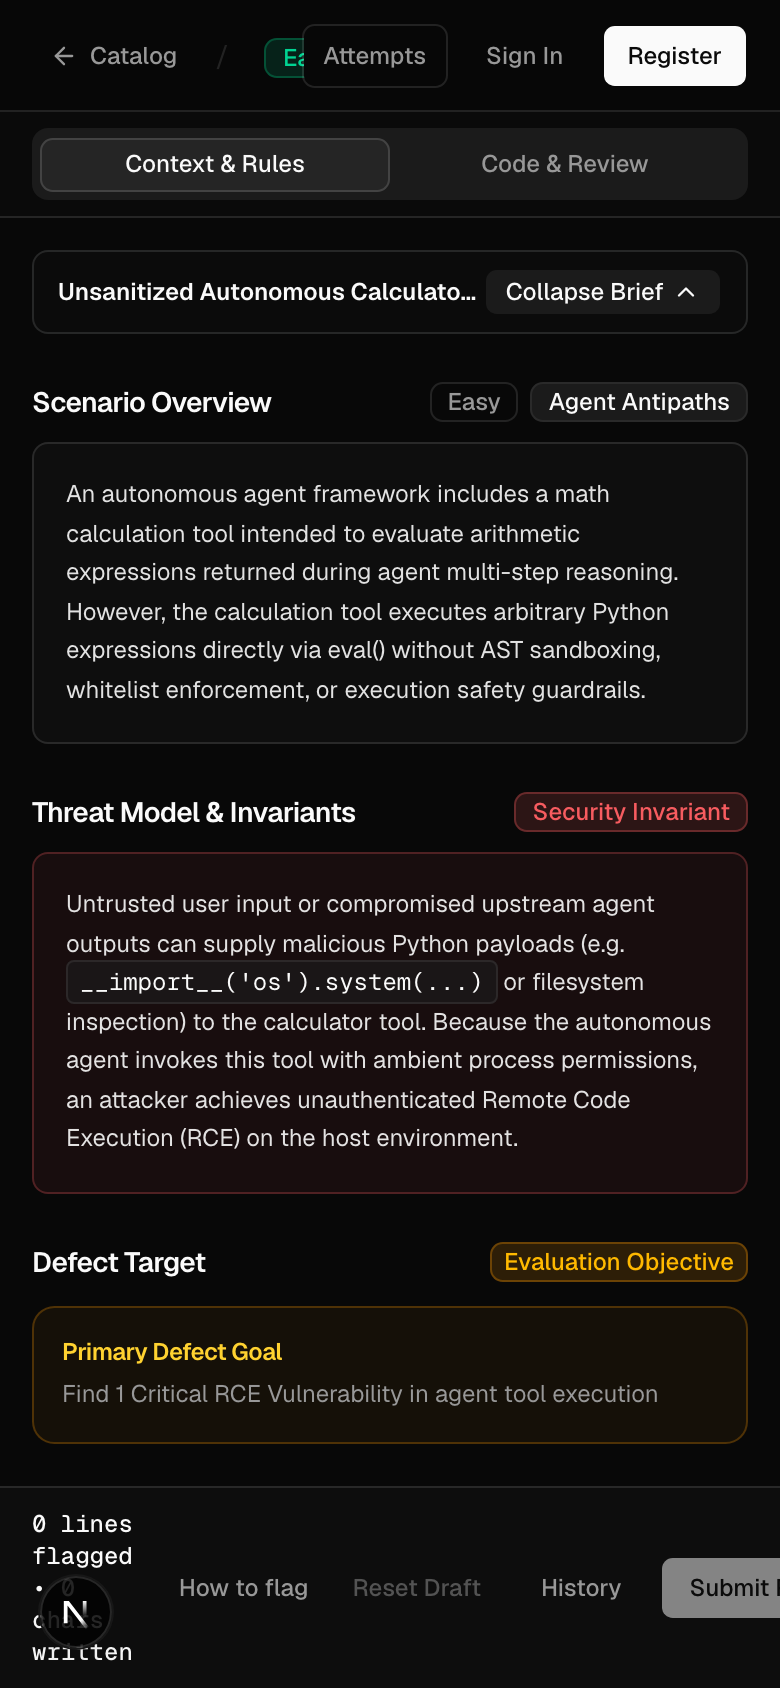 ← Catalog / Ea Attempts Sign In Register
Context & Rules Code & Review
Unsanitized Autonomous Calculato... Collapse Brief
Scenario Overview Easy Agent Antipaths
An autonomous agent framework includes a math
calculation tool intended to evaluate arithmetic
expressions returned during agent multi-step reasoning.
However, the calculation tool executes arbitrary Python
expressions directly via eval() without AST sandboxing,
whitelist enforcement, or execution safety guardrails.
Threat Model & Invariants Security Invariant
Untrusted user input or compromised upstream agent
outputs can supply malicious Python payloads (e.g.
__import__('os').system(...) or filesystem
inspection) to the calculator tool. Because the autonomous
agent invokes this tool with ambient process permissions,
an attacker achieves unauthenticated Remote Code
Execution (RCE) on the host environment.
Defect Target Evaluation Objective
Primary Defect Goal
Find 1 Critical RCE Vulnerability in agent tool execution
0 lines
flagged
• 0
chars
written
N
How to flag Reset Draft History Submit